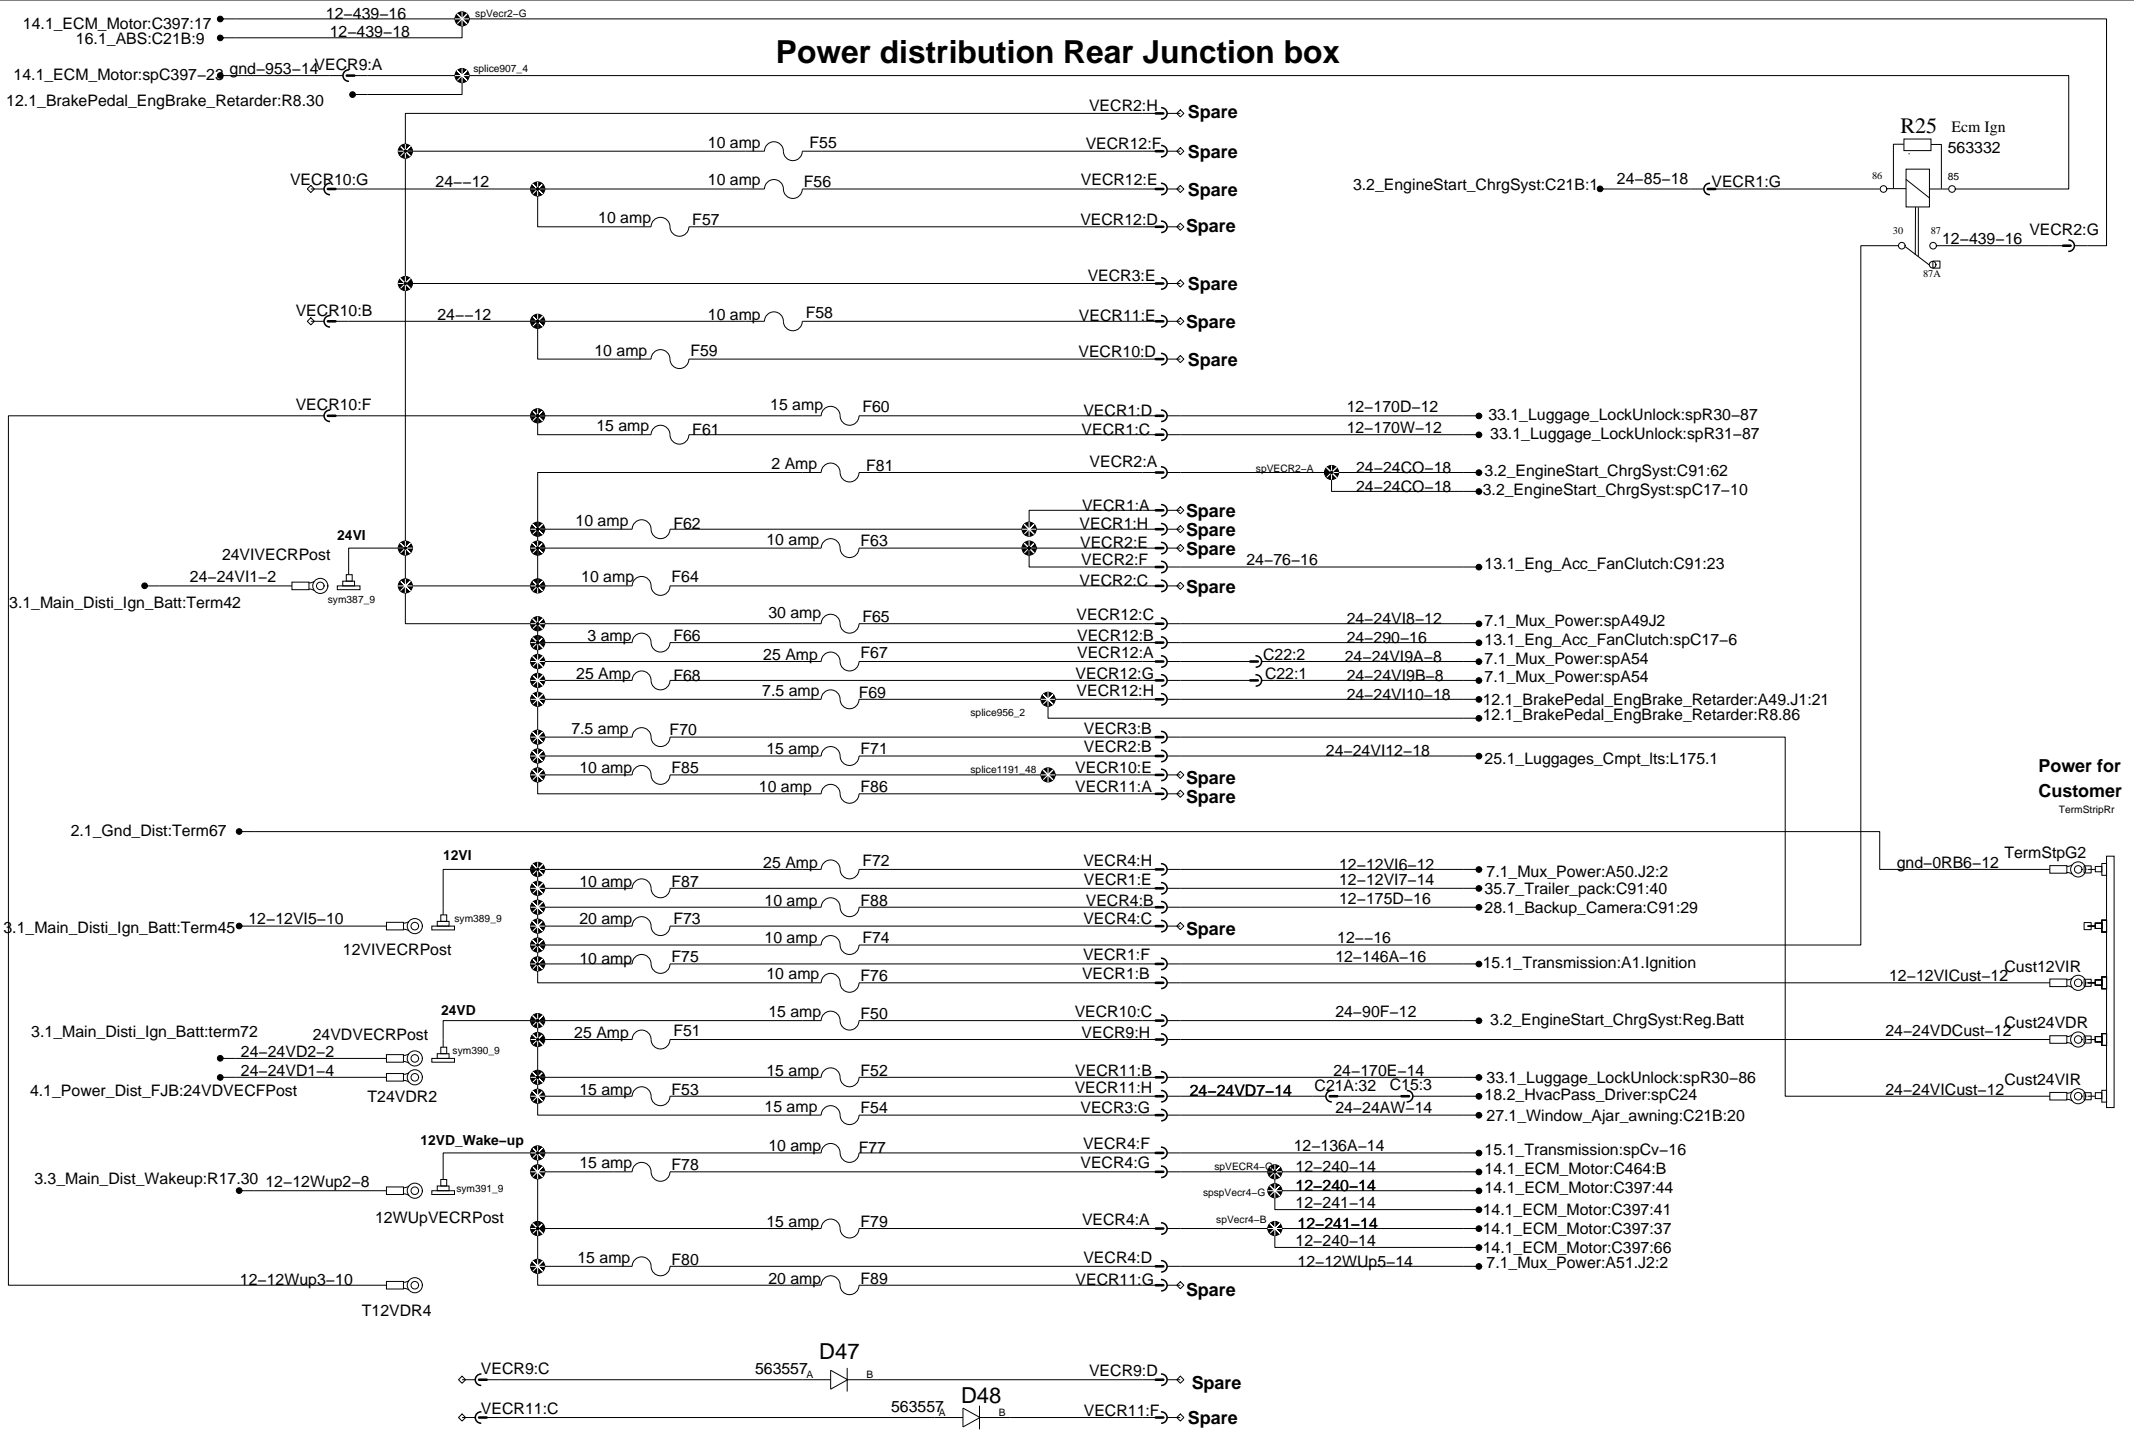 14.1_ECM_Motor:C397:17 12-439-16 spVecr2-G
16.1_ABS:C21B:9 12-439-18
Power distribution Rear Junction box
14.1_ECM_Motor:spC397-23 gnd-953-14 VECR9:A splice907_4
12.1_BrakePedal_EngBrake_Retarder:R8.30
VECR2:H Spare
R25 Ecm Ign
563332
10 amp F55 VECR12:F Spare
VECR10:G 24--12 10 amp F56 VECR12:E Spare
3.2_EngineStart_ChrgSyst:C21B:1 24-85-18 VECR1:G 86 85
10 amp F57 VECR12:D Spare
30 87 12-439-16 VECR2:G
87A
VECR3:E Spare
VECR10:B 24--12 10 amp F58 VECR11:E Spare
10 amp F59 VECR10:D Spare
VECR10:F 15 amp F60 VECR1:D 12-170D-12 33.1_Luggage_LockUnlock:spR30-87
15 amp F61 VECR1:C 12-170W-12 33.1_Luggage_LockUnlock:spR31-87
2 Amp F81 VECR2:A spVECR2-A 24-24CO-18 3.2_EngineStart_ChrgSyst:C91:62
24-24CO-18 3.2_EngineStart_ChrgSyst:spC17-10
VECR1:A Spare
10 amp F62 VECR1:H Spare
24VI 10 amp F63 VECR2:E Spare
24VIVECRPost
VECR2:F 24-76-16 13.1_Eng_Acc_FanClutch:C91:23
24-24VI1-2 10 amp F64 VECR2:C Spare
3.1_Main_Disti_Ign_Batt:Term42 sym387_9
30 amp F65 VECR12:C 24-24VI8-12 7.1_Mux_Power:spA49J2
3 amp F66 VECR12:B 24-290-16 13.1_Eng_Acc_FanClutch:spC17-6
25 Amp F67 VECR12:A C22:2 24-24VI9A-8 7.1_Mux_Power:spA54
25 Amp F68 VECR12:G C22:1 24-24VI9B-8 7.1_Mux_Power:spA54
7.5 amp F69 VECR12:H 24-24VI10-18 12.1_BrakePedal_EngBrake_Retarder:A49.J1:21
splice956_2 12.1_BrakePedal_EngBrake_Retarder:R8.86
7.5 amp F70 VECR3:B
15 amp F71 VECR2:B 24-24VI12-18 25.1_Luggages_Cmpt_lts:L175.1
10 amp F85 splice1191_48 VECR10:E Spare
10 amp F86 VECR11:A Spare
Power for
Customer
TermStripRr
2.1_Gnd_Dist:Term67
12VI 25 Amp F72 VECR4:H 12-12VI6-12 7.1_Mux_Power:A50.J2:2 gnd-0RB6-12 TermStpG2
10 amp F87 VECR1:E 12-12VI7-14 35.7_Trailer_pack:C91:40
10 amp F88 VECR4:B 12-175D-16 28.1_Backup_Camera:C91:29
3.1_Main_Disti_Ign_Batt:Term45 12-12VI5-10 sym389_9 20 amp F73 VECR4:C Spare
12VIVECRPost 10 amp F74 12--16
10 amp F75 VECR1:F 12-146A-16 15.1_Transmission:A1.Ignition
10 amp F76 VECR1:B 12-12VICust-12 Cust12VIR
24VD 15 amp F50 VECR10:C 24-90F-12 3.2_EngineStart_ChrgSyst:Reg.Batt
3.1_Main_Disti_Ign_Batt:term72 24VDVECRPost 25 Amp F51 VECR9:H 24-24VDCust-12 Cust24VDR
24-24VD2-2 sym390_9
24-24VD1-4 15 amp F52 VECR11:B 24-170E-14 33.1_Luggage_LockUnlock:spR30-86
4.1_Power_Dist_FJB:24VDVECFPost T24VDR2 15 amp F53 VECR11:H 24-24VD7-14 C21A:32 C15:3 18.2_HvacPass_Driver:spC24 24-24VICust-12 Cust24VIR
15 amp F54 VECR3:G 24-24AW-14 27.1_Window_Ajar_awning:C21B:20
12VD_Wake-up 10 amp F77 VECR4:F 12-136A-14 15.1_Transmission:spCv-16
15 amp F78 VECR4:G 12-240-14 14.1_ECM_Motor:C464:B
3.3_Main_Dist_Wakeup:R17.30 12-12Wup2-8 sym391_9 spspVecr4-G 12-240-14 14.1_ECM_Motor:C397:44
12WUpVECRPost 12-241-14 14.1_ECM_Motor:C397:41
15 amp F79 VECR4:A spVecr4-B 12-241-14 14.1_ECM_Motor:C397:37
12-240-14 14.1_ECM_Motor:C397:66
15 amp F80 VECR4:D 12-12WUp5-14 7.1_Mux_Power:A51.J2:2
12-12Wup3-10 20 amp F89 VECR11:G Spare
T12VDR4
D47
VECR9:C 563557 A B VECR9:D Spare
D48
VECR11:C 563557 A B VECR11:F Spare